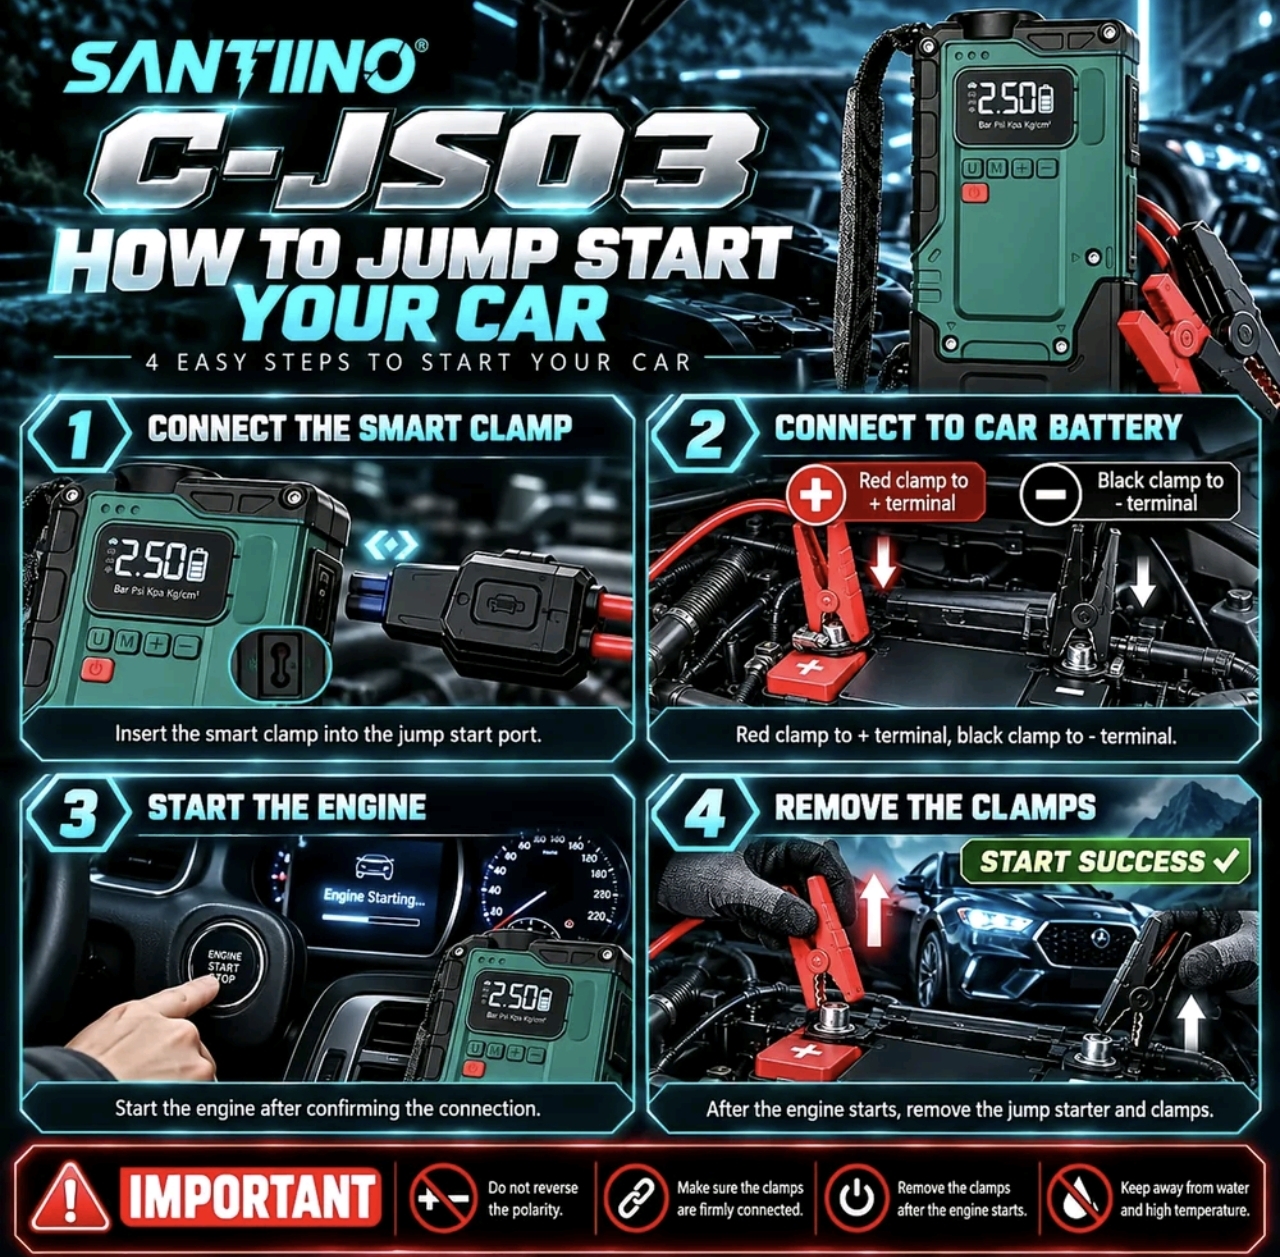 SANTIINO®
C-JS03
HOW TO JUMP START
YOUR CAR
4 EASY STEPS TO START YOUR CAR
2.50
Bar Psi Kpa Kg/cm²
U M + −
1 CONNECT THE SMART CLAMP
2.50
Bar Psi Kpa Kg/cm²
U M + −
Insert the smart clamp into the jump start port.
2 CONNECT TO CAR BATTERY
+ Red clamp to
+ terminal
− Black clamp to
- terminal
+
−
Red clamp to + terminal, black clamp to - terminal.
3 START THE ENGINE
Engine Starting...
ENGINE
START
STOP
2.50
Bar Psi Kpa Kg/cm²
U M + −
Start the engine after confirming the connection.
4 REMOVE THE CLAMPS
START SUCCESS ✓
+
After the engine starts, remove the jump starter and clamps.
! IMPORTANT
+ −
Do not reverse
the polarity.
Make sure the clamps
are firmly connected.
Remove the clamps
after the engine starts.
Keep away from water
and high temperature.